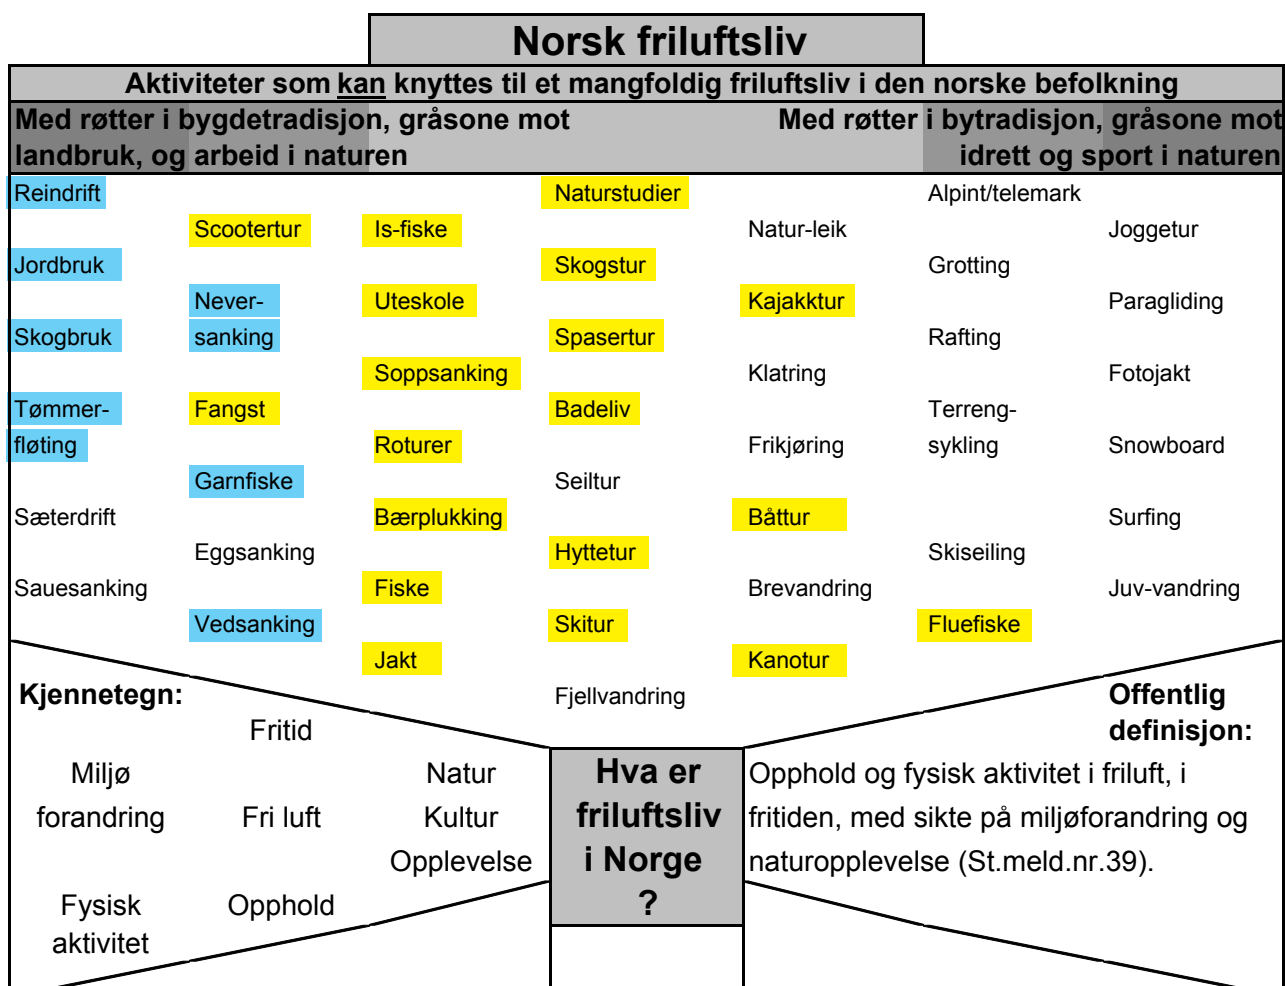 Norsk friluftsliv
Aktiviteter som kan knyttes til et mangfoldig friluftsliv i den norske befolkning
Med røtter i bygdetradisjon, gråsone mot
landbruk, og arbeid i naturen
Med røtter i bytradisjon, gråsone mot
idrett og sport i naturen
Reindrift Naturstudier Alpint/telemark
Scootertur Is-fiske Natur-leik Joggetur
Jordbruk Skogstur Grotting
Never- Uteskole Kajakktur Paragliding
Skogbruk sanking Spasertur Rafting
Soppsanking Klatring Fotojakt
Tømmer- Fangst Badeliv Terreng-
fløting Roturer Frikjøring sykling Snowboard
Garnfiske Seiltur
Sæterdrift Bærplukking Båttur Surfing
Eggsanking Hyttetur Skiseiling
Sauesanking Fiske Brevandring Juv-vandring
Vedsanking Skitur Fluefiske
Jakt Kanotur
Fjellvandring
Kjennetegn:
Fritid
Miljø Natur
forandring Fri luft Kultur
Opplevelse
Fysisk Opphold
aktivitet
Hva er
friluftsliv
i Norge
?
Offentlig
definisjon:
Opphold og fysisk aktivitet i friluft, i
fritiden, med sikte på miljøforandring og
naturopplevelse (St.meld.nr.39).